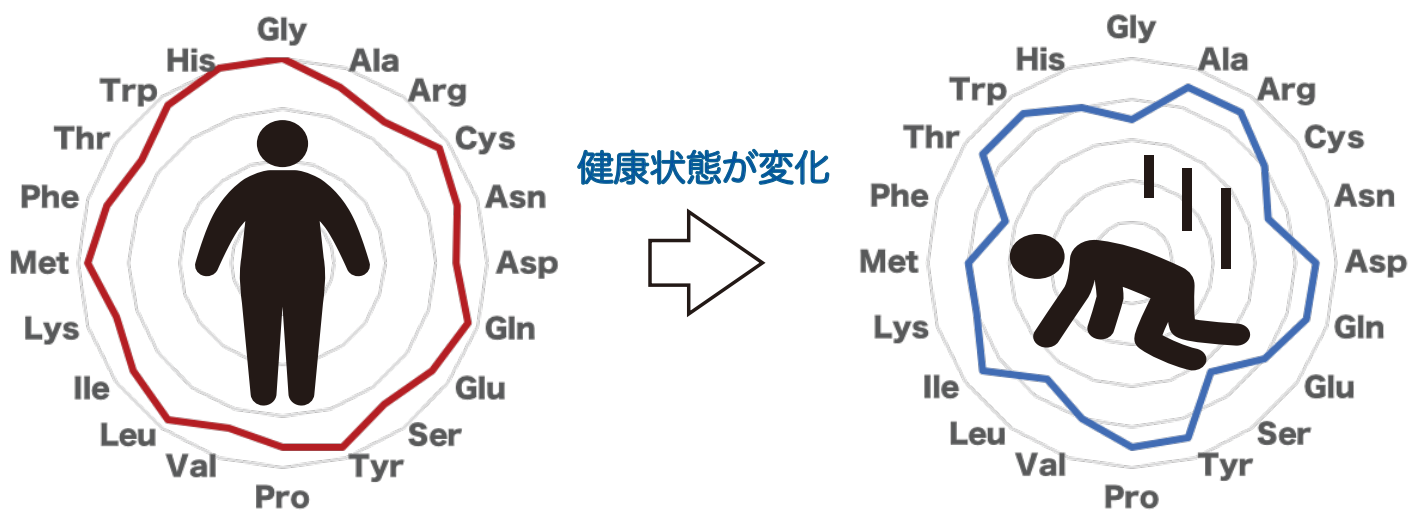 Gly
Ala
Arg
Cys
Asn
Asp
Gln
Glu
Ser
Tyr
Pro
Val
Leu
Ile
Lys
Met
Phe
Thr
Trp
His
健康状態が変化
Gly
Ala
Arg
Cys
Asn
Asp
Gln
Glu
Ser
Tyr
Pro
Val
Leu
Ile
Lys
Met
Phe
Thr
Trp
His